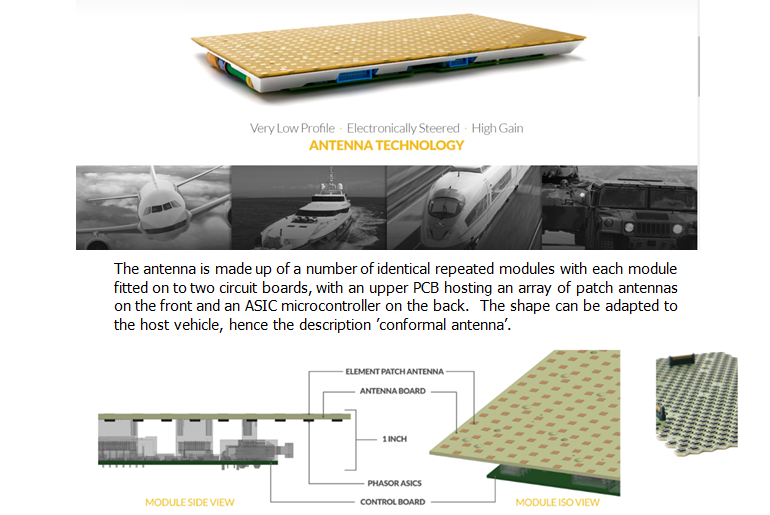 Very Low Profile · Electronically Steered · High Gain
ANTENNA TECHNOLOGY
The antenna is made up of a number of identical repeated modules with each module
fitted on to two circuit boards, with an upper PCB hosting an array of patch antennas
on the front and an ASIC microcontroller on the back. The shape can be adapted to
the host vehicle, hence the description ’conformal antenna’.
ELEMENT PATCH ANTENNA
ANTENNA BOARD
1 INCH
PHASOR ASICS
CONTROL BOARD
MODULE SIDE VIEW
MODULE ISO VIEW